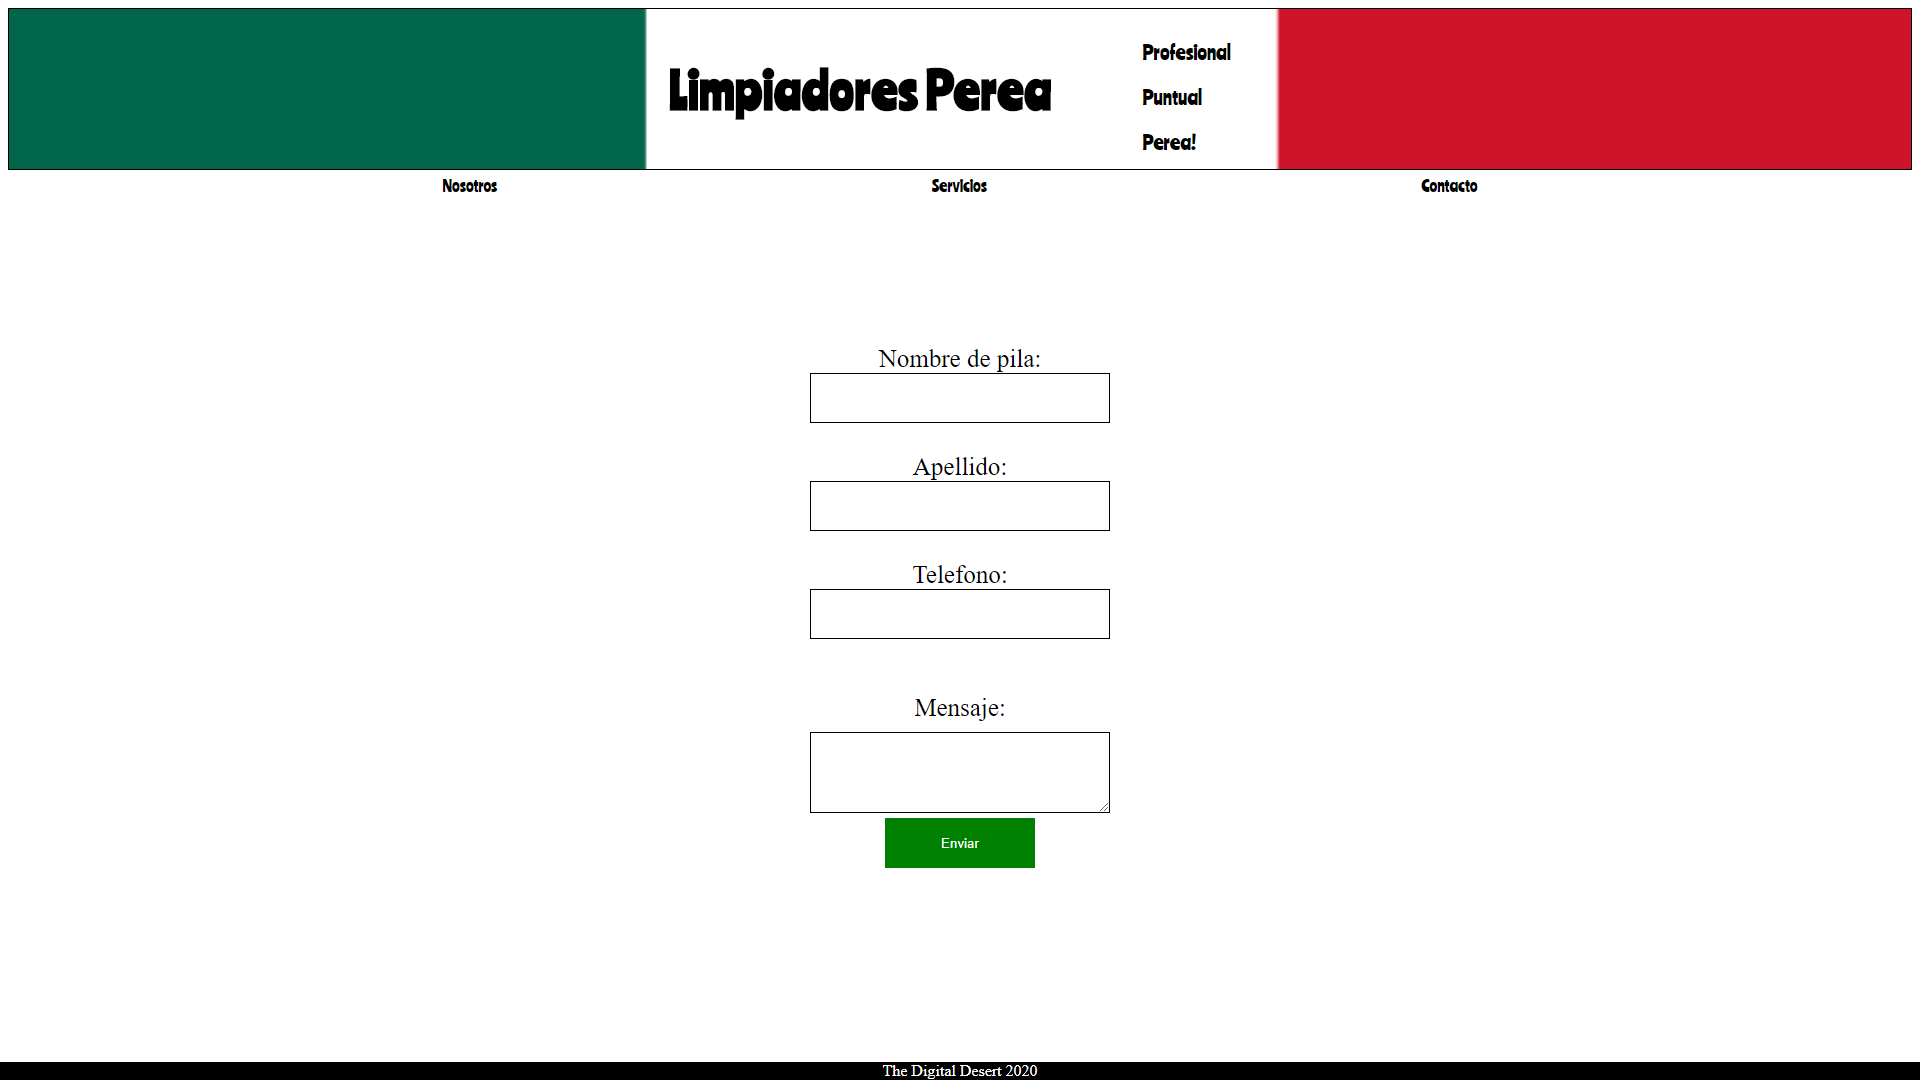 Limpiadores Perea
Profesional
Puntual
Perea!
Nosotros
Servicios
Contacto
Nombre de pila:
Apellido:
Telefono:
Mensaje:
Enviar
The Digital Desert 2020